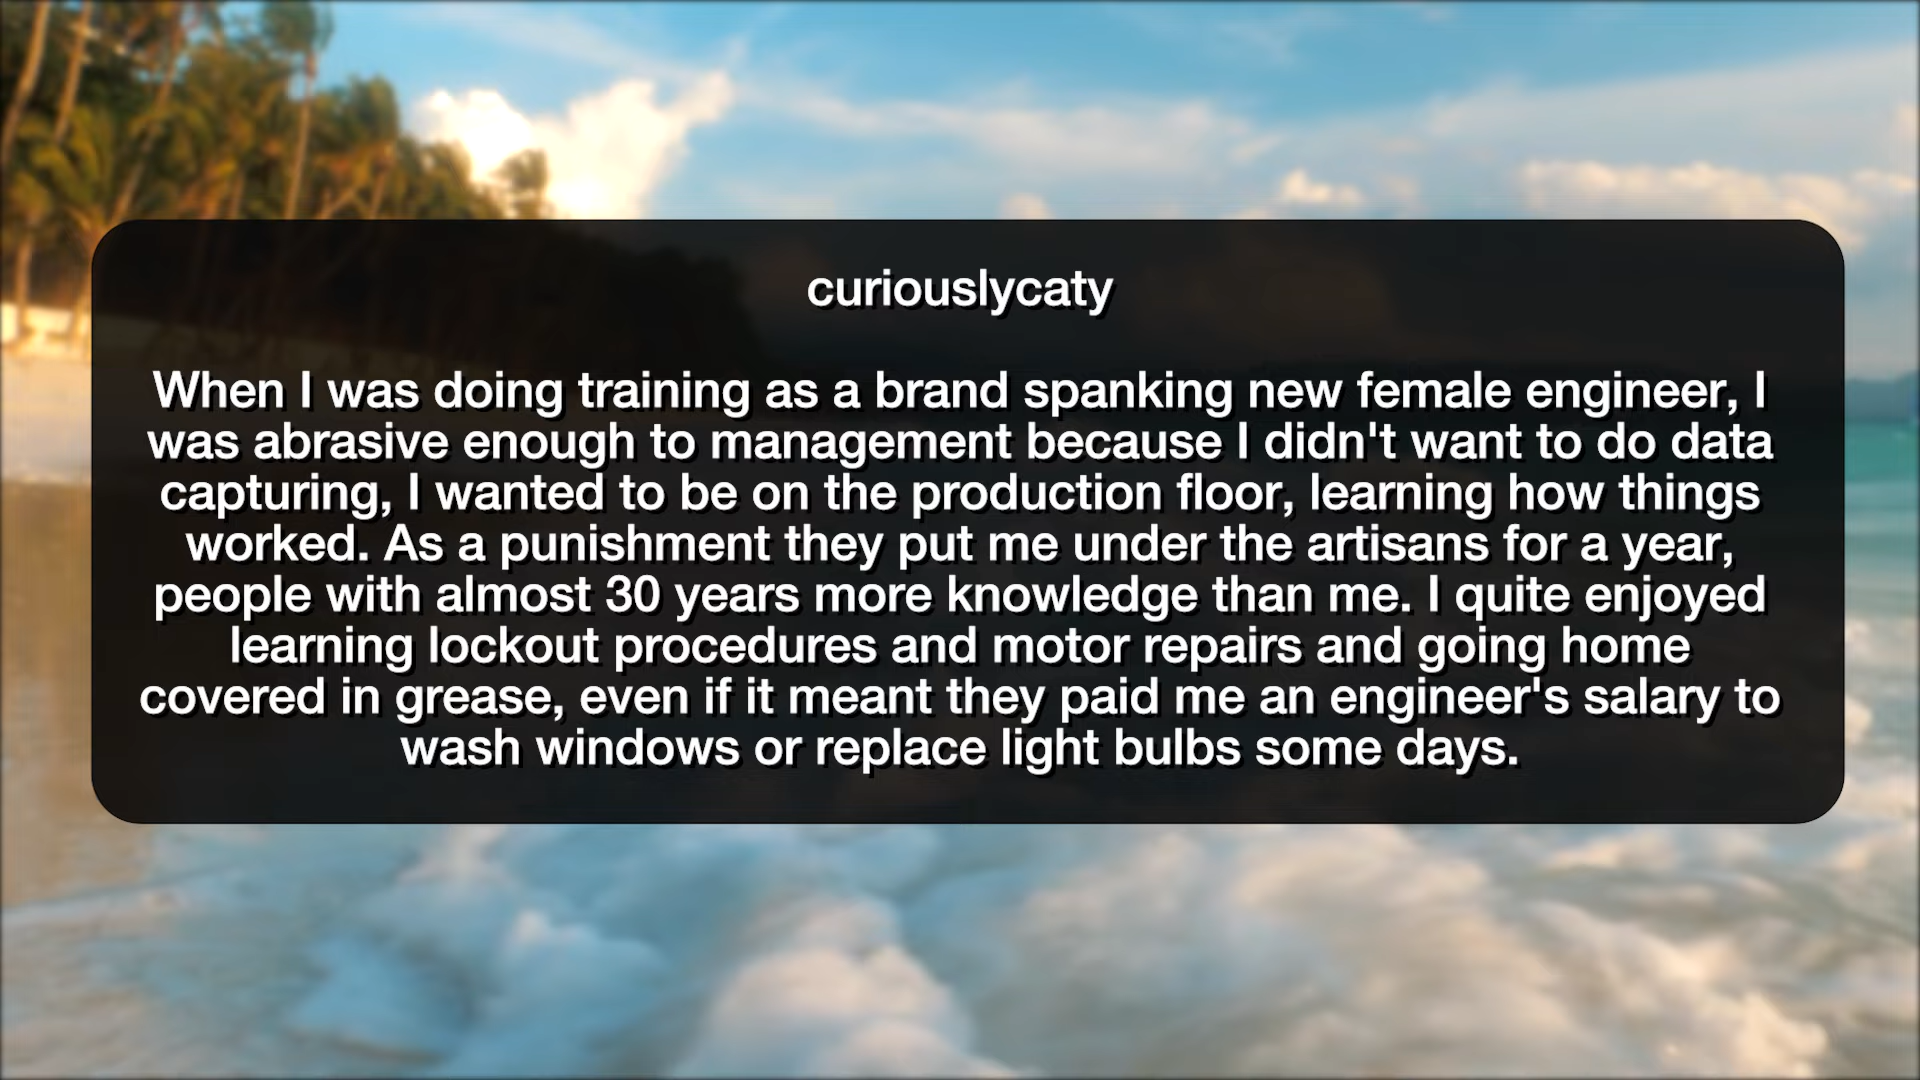 curiouslycaty
When I was doing training as a brand spanking new female engineer, I
was abrasive enough to management because I didn't want to do data
capturing, I wanted to be on the production floor, learning how things
worked. As a punishment they put me under the artisans for a year,
people with almost 30 years more knowledge than me. I quite enjoyed
learning lockout procedures and motor repairs and going home
covered in grease, even if it meant they paid me an engineer's salary to
wash windows or replace light bulbs some days.